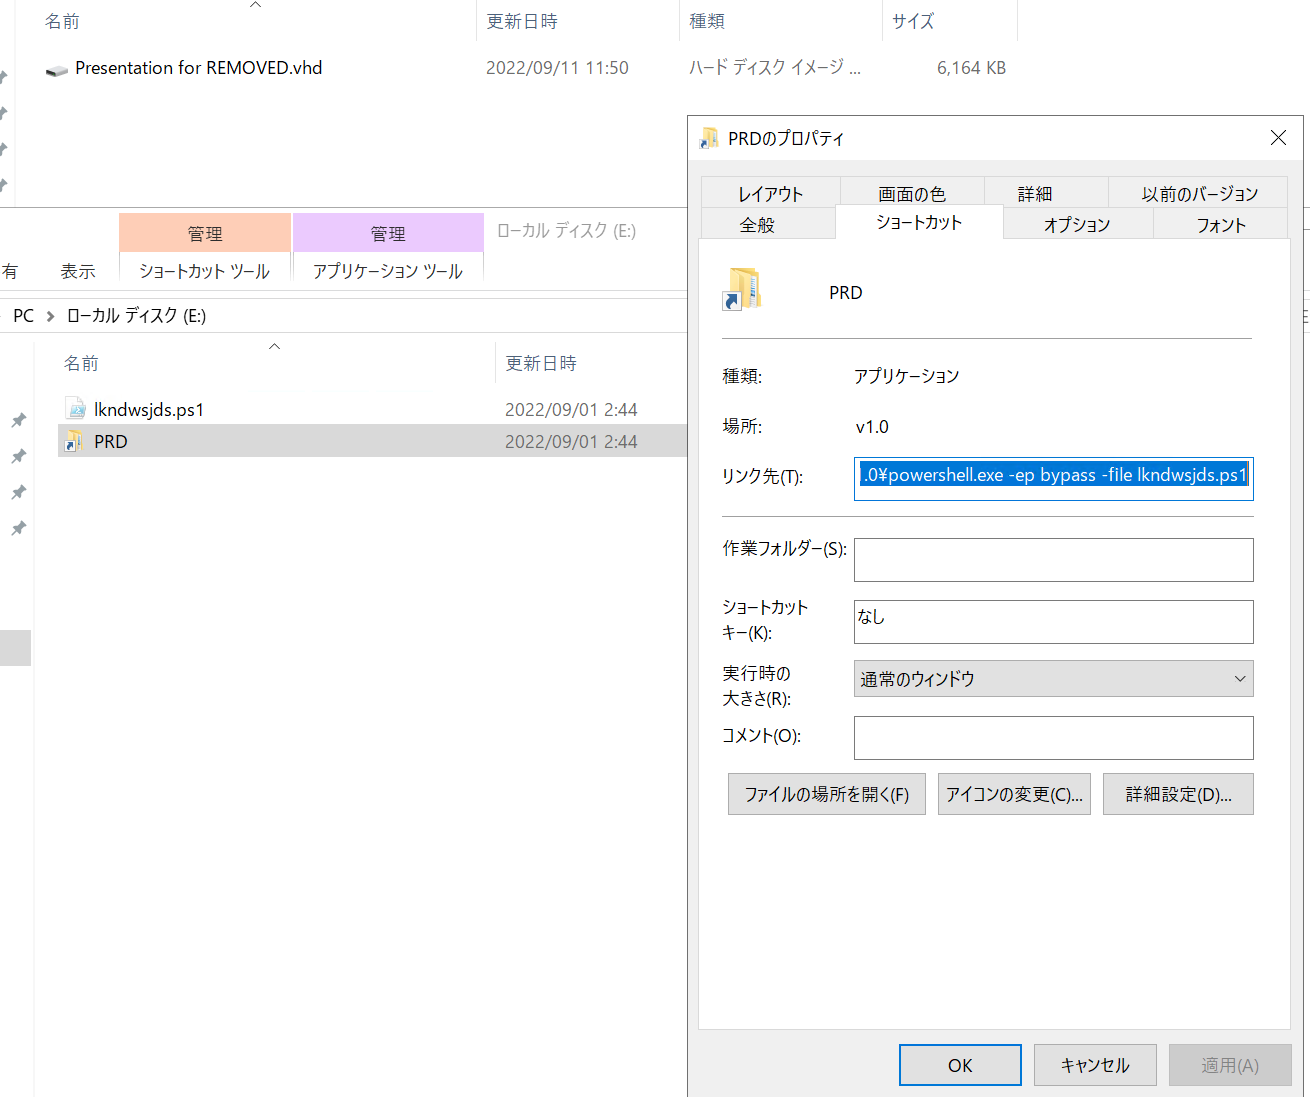 名前 更新日時 種類 サイズ
Presentation for REMOVED.vhd 2022/09/11 11:50 ハード ディスク イメージ ... 6,164 KB
管理 管理 ローカル ディスク (E:)
有 表示 ショートカット ツール アプリケーション ツール
PC ローカル ディスク (E:)
名前 更新日時
lkndwsjds.ps1 2022/09/01 2:44
PRD 2022/09/01 2:44
PRDのプロパティ
レイアウト 画面の色 詳細 以前のバージョン
全般 ショートカット オプション フォント
PRD
種類: アプリケーション
場所: v1.0
リンク先(T): .0¥powershell.exe -ep bypass -file lkndwsjds.ps1
作業フォルダー(S):
ショートカット
キー(K): なし
実行時の
大きさ(R): 通常のウィンドウ
コメント(O):
ファイルの場所を開く(F) アイコンの変更(C)... 詳細設定(D)...
OK キャンセル 適用(A)